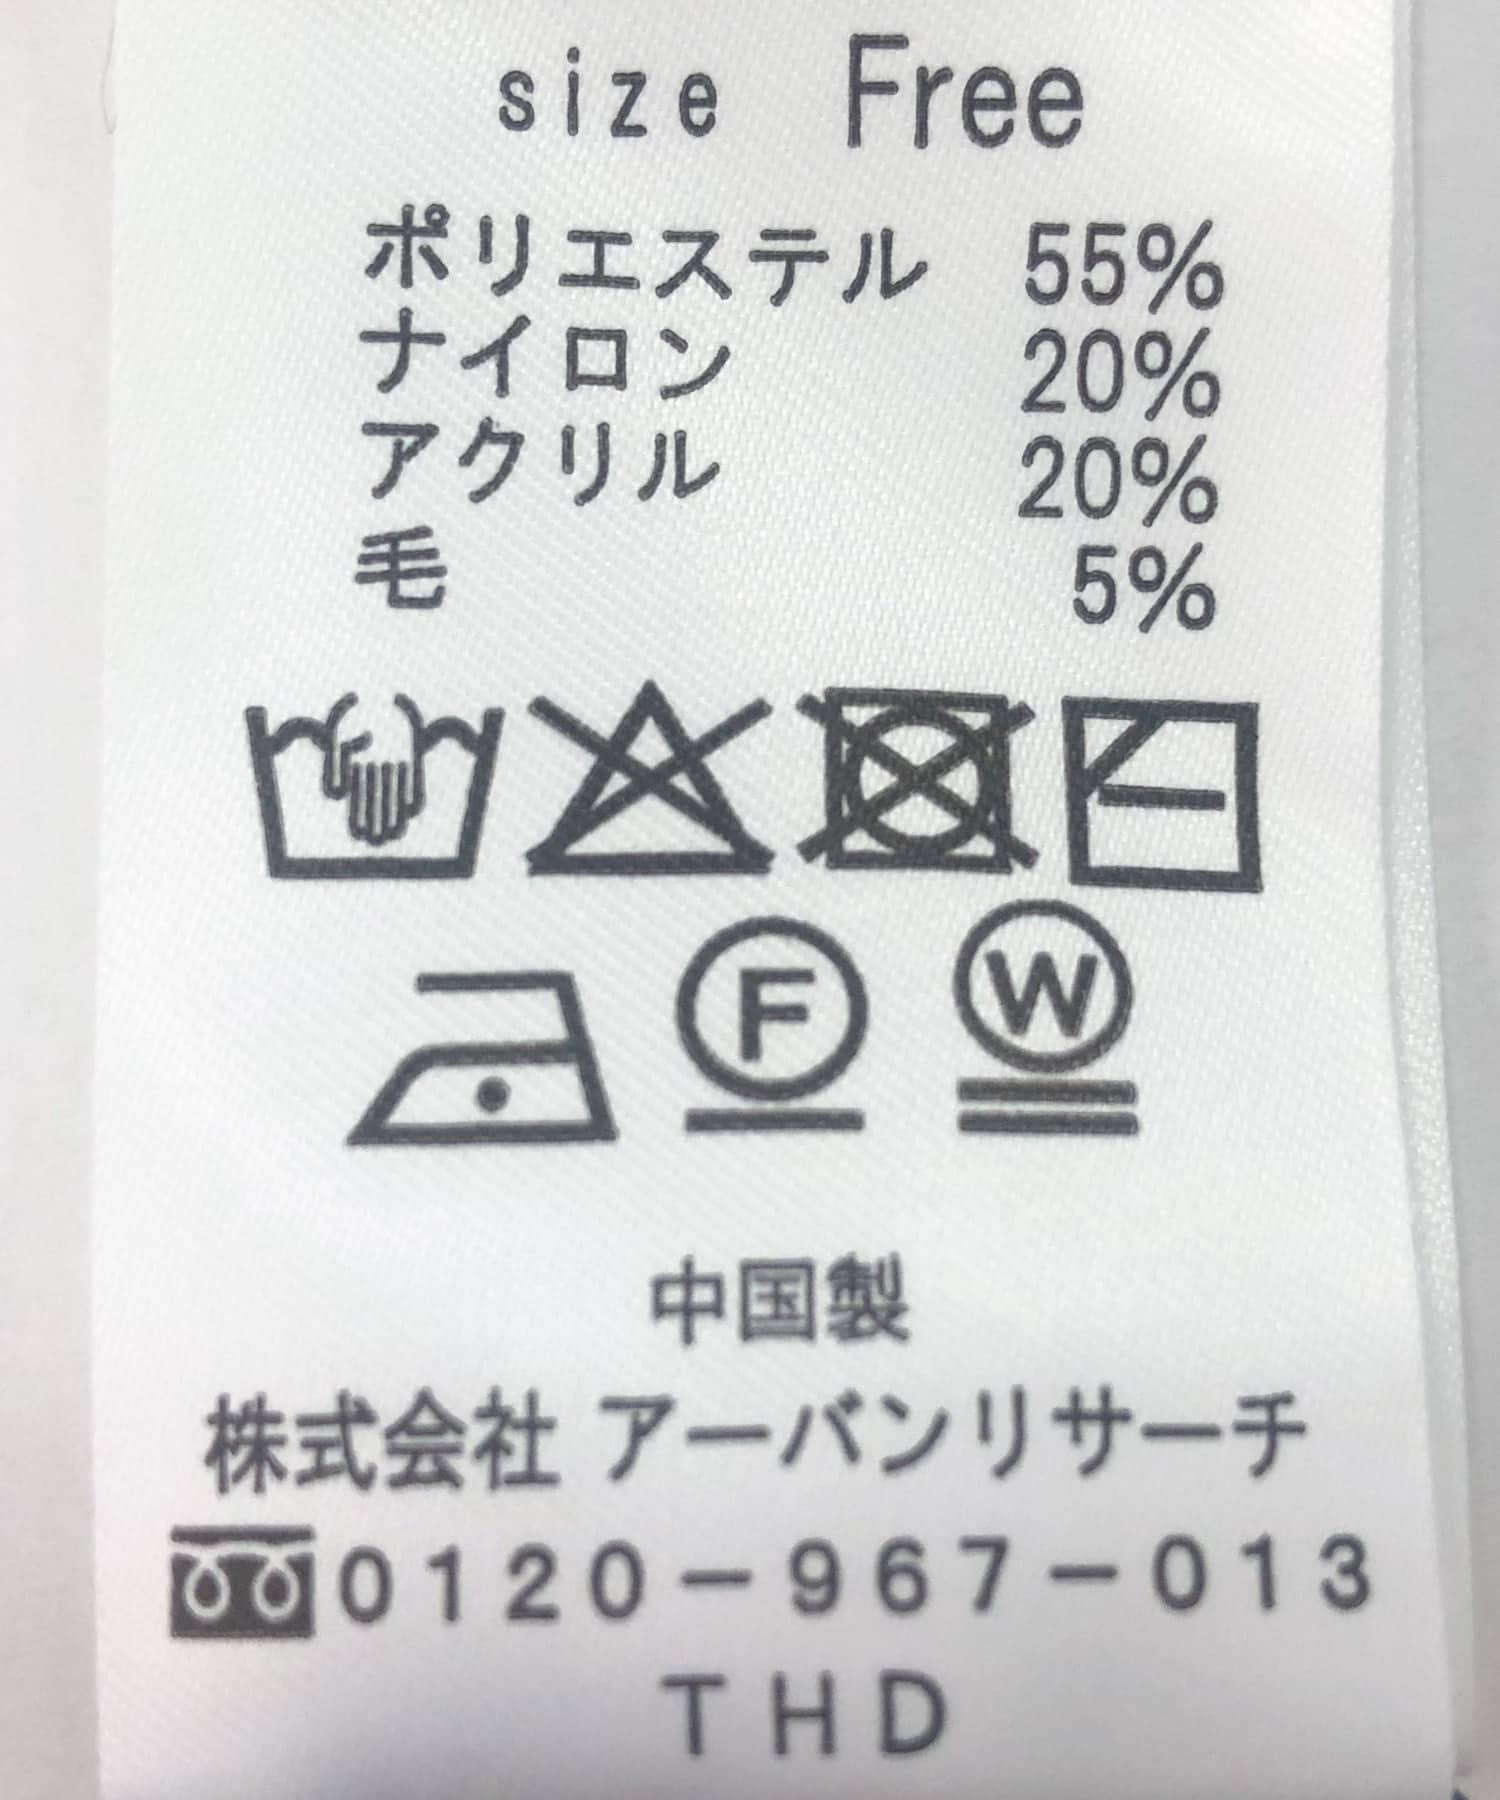 size Free
ポリエステル 55%
ナイロン 20%
アクリル 20%
毛 5%
F W
中国製
株式会社 アーバンリサーチ
0120-967-013
THD